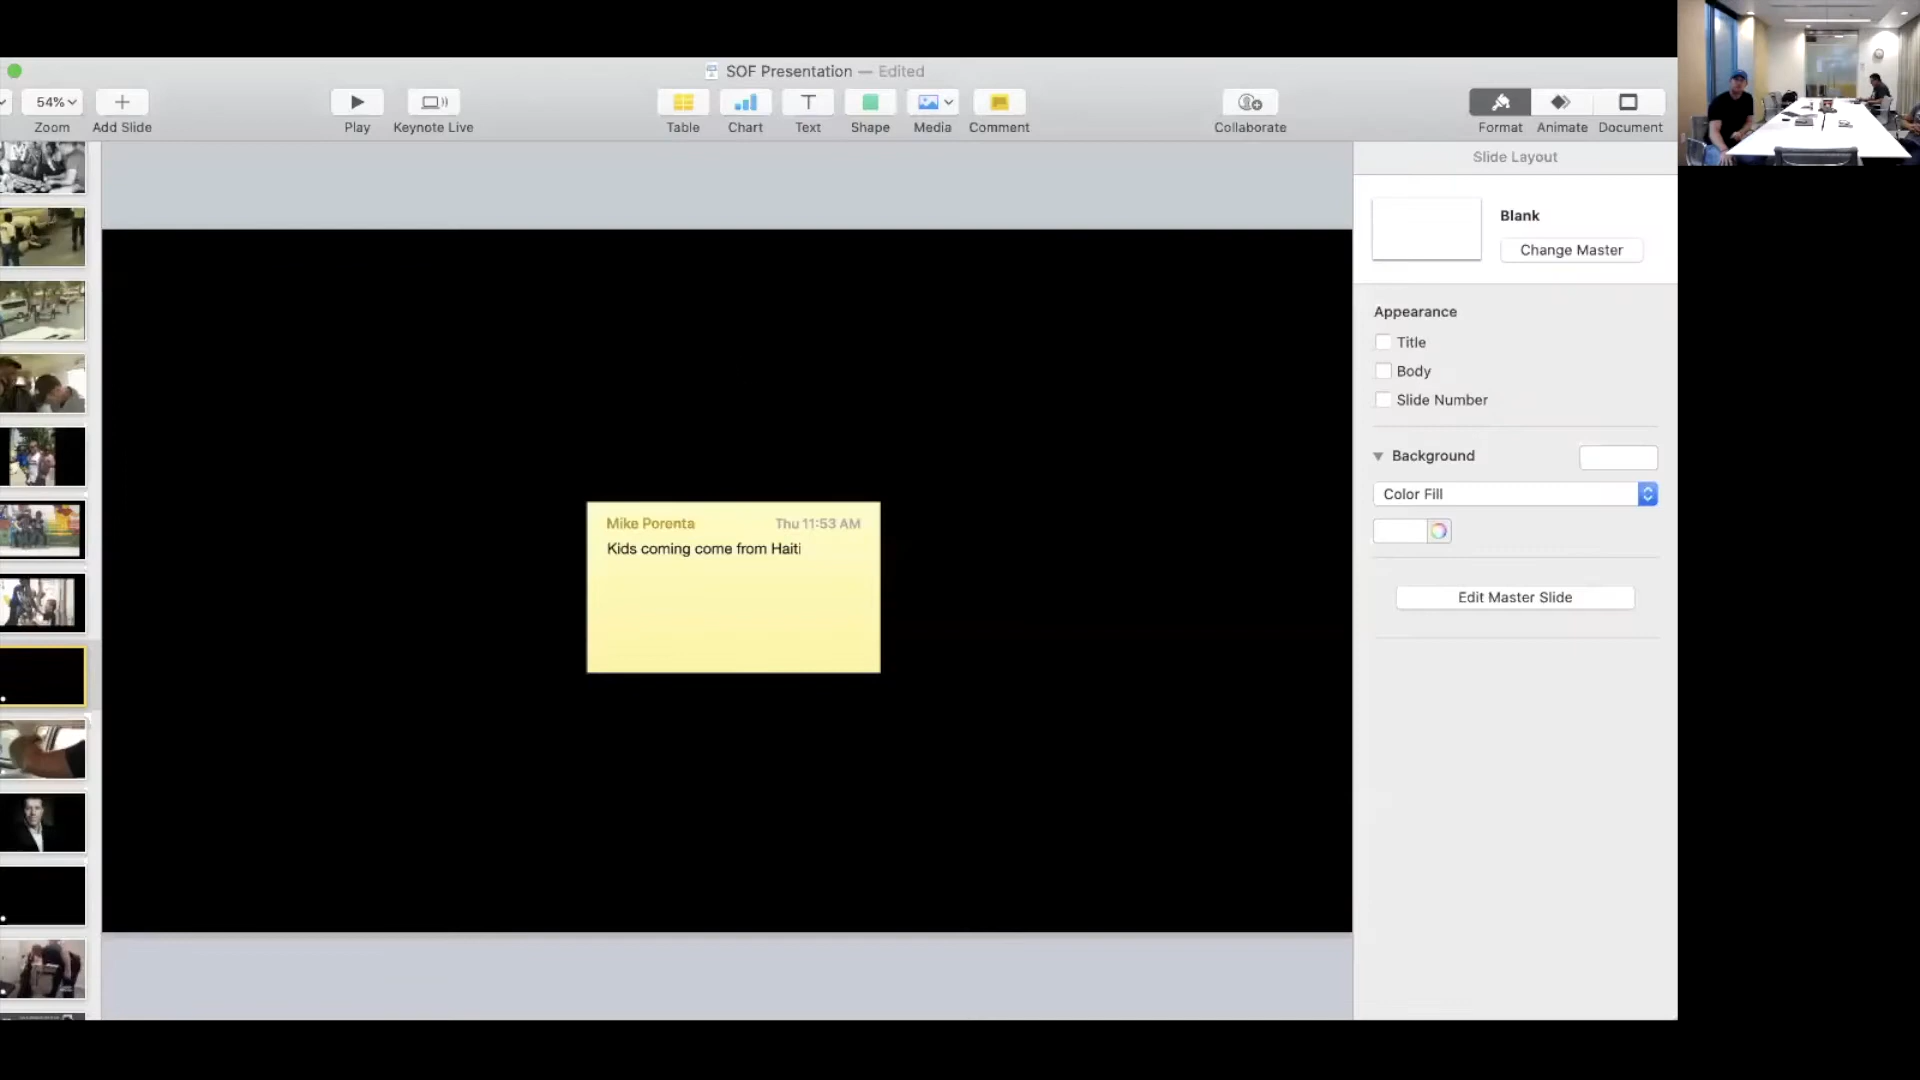 SOF Presentation — Edited
54%
Zoom
Add Slide
Play
Keynote Live
Table
Chart
Text
Shape
Media
Comment
Collaborate
Format
Animate
Document
Slide Layout
Blank
Change Master
Appearance
Title
Body
Slide Number
Background
Color Fill
Edit Master Slide
Mike Porenta
Thu 11:53 AM
Kids coming come from Haiti